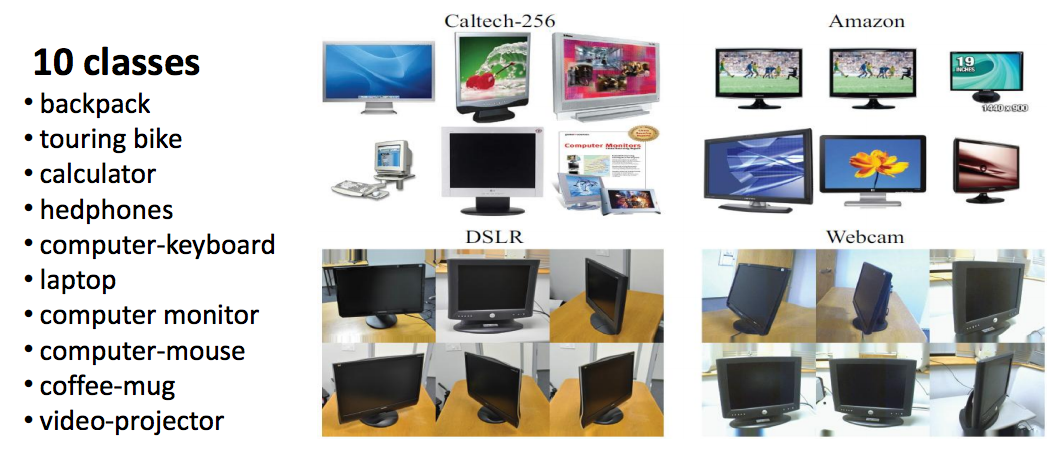 10 classes
• backpack
• touring bike
• calculator
• hedphones
• computer-keyboard
• laptop
• computer monitor
• computer-mouse
• coffee-mug
• video-projector
Caltech-256
Amazon
19
INCHES
1440 x 900
Computer Monitors
DSLR
Webcam